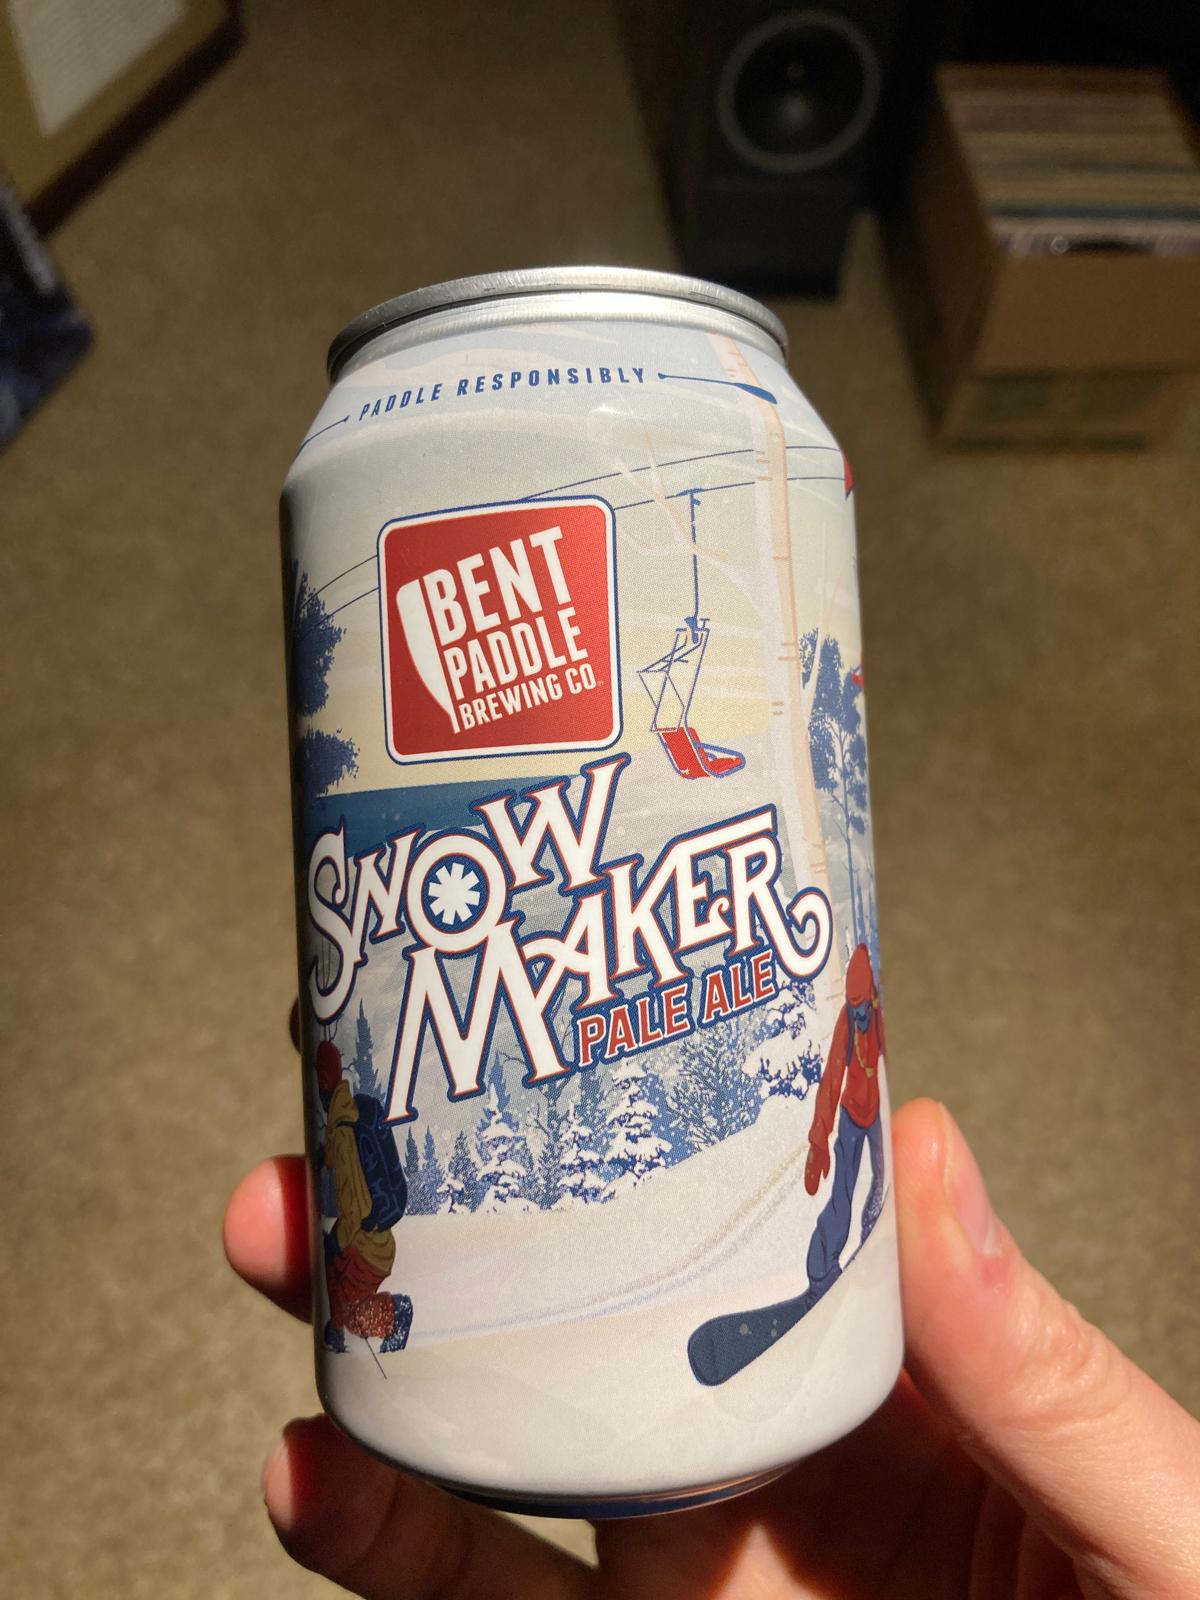 PADDLE RESPONSIBLY
BENT
PADDLE
BREWING CO.
SNOW
MAKER
PALE ALE